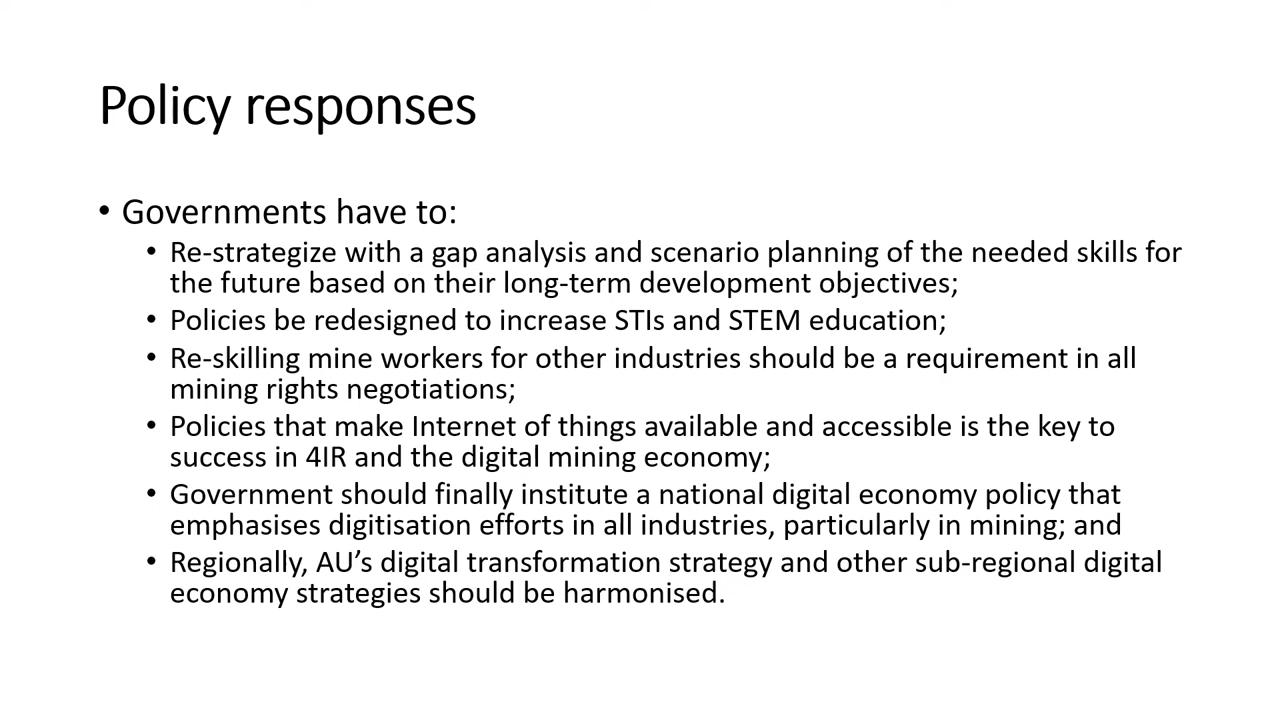 Policy responses
• Governments have to:
• Re-strategize with a gap analysis and scenario planning of the needed skills for
the future based on their long-term development objectives;
• Policies be redesigned to increase STIs and STEM education;
• Re-skilling mine workers for other industries should be a requirement in all
mining rights negotiations;
• Policies that make Internet of things available and accessible is the key to
success in 4IR and the digital mining economy;
• Government should finally institute a national digital economy policy that
emphasises digitisation efforts in all industries, particularly in mining; and
• Regionally, AU’s digital transformation strategy and other sub-regional digital
economy strategies should be harmonised.